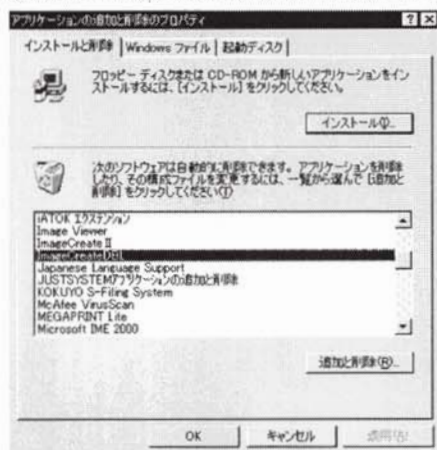 アプリケーションの追加と削除のプロパティ
インストールと削除
Windows ファイル
起動ディスク
フロッピー ディスクまたは CD-ROM から新しいアプリケーションをイン
ストールするには、[インストール] をクリックしてください。
インストール(I)...
次のソフトウェアは自動的に削除できます。アプリケーションを削除
したり、その構成ファイルを変更するには、一覧から選んで [追加と
削除] をクリックしてください(T)
iATOK エクステンション
Image Viewer
ImageCreate II
ImageCreateDEL
Japanese Language Support
JUSTSYSTEMアプリケーションの追加と削除
KOKUYO S-Filing System
McAfee VirusScan
MEGAPRINT Lite
Microsoft IME 2000
追加と削除(R)...
OK
キャンセル
適用(A)